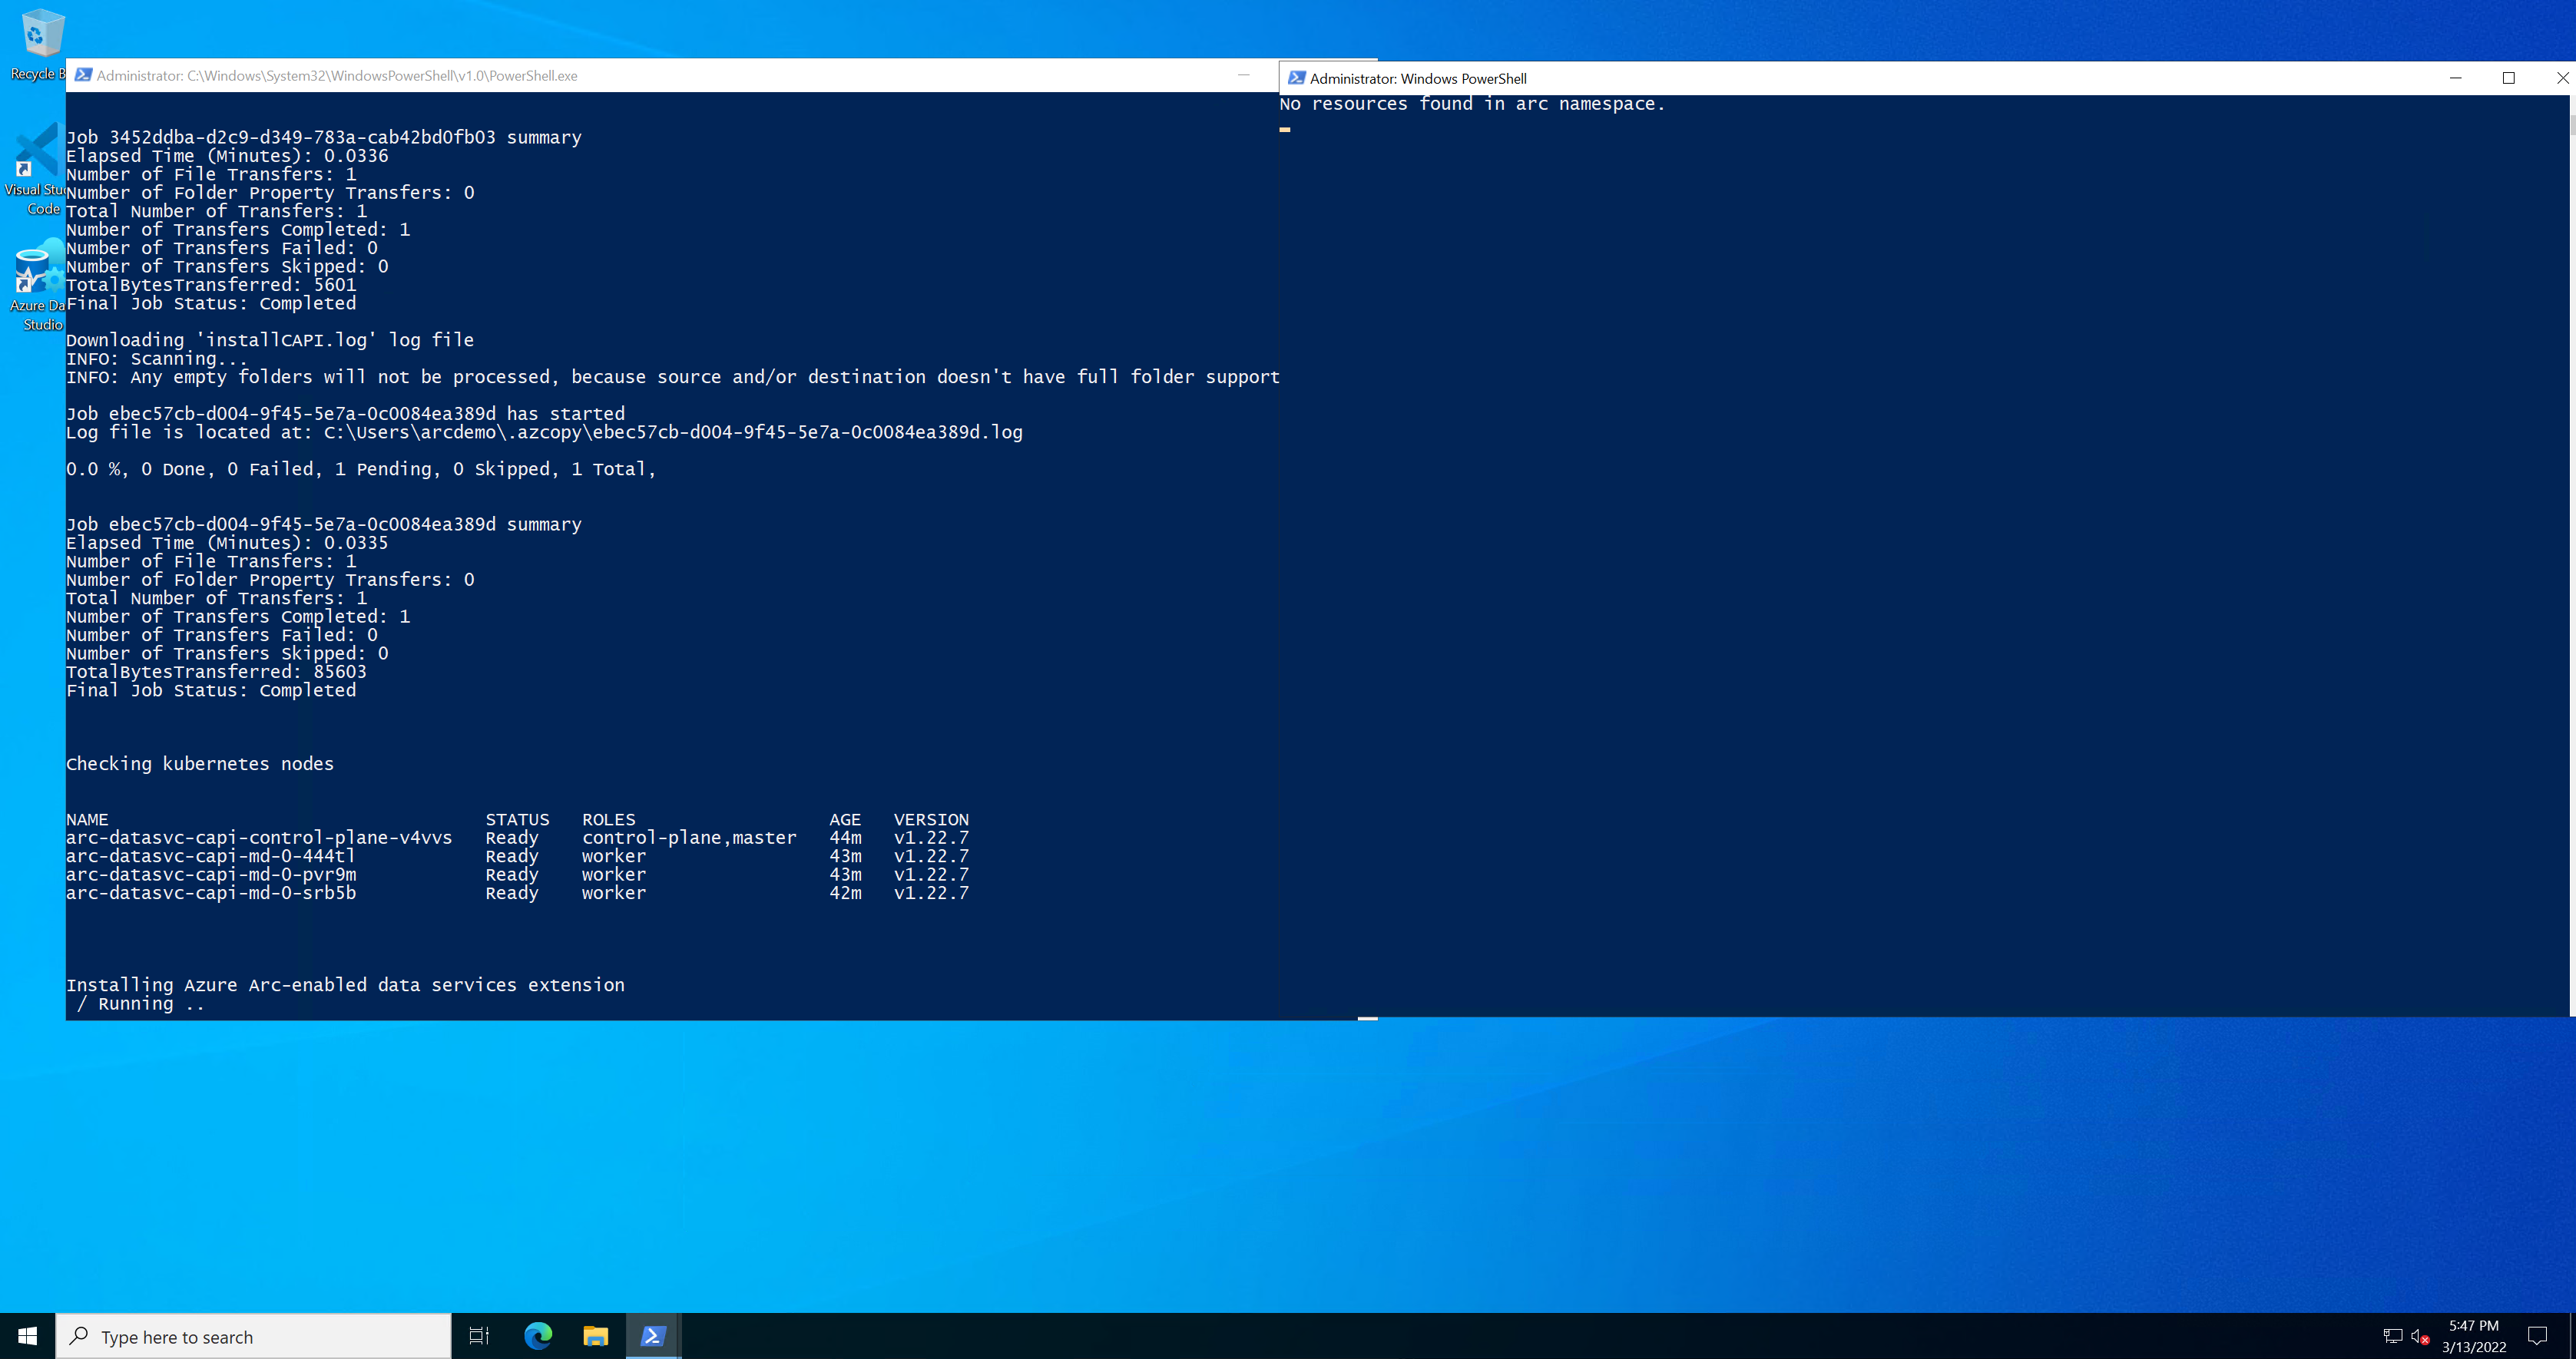 Recycle B
Visual Stu
Code
Azure Da
Studio
Administrator: C:\Windows\System32\WindowsPowerShell\v1.0\PowerShell.exe
Job 3452ddba-d2c9-d349-783a-cab42bd0fb03 summary
Elapsed Time (Minutes): 0.0336
Number of File Transfers: 1
Number of Folder Property Transfers: 0
Total Number of Transfers: 1
Number of Transfers Completed: 1
Number of Transfers Failed: 0
Number of Transfers Skipped: 0
TotalBytesTransferred: 5601
Final Job Status: Completed
Downloading 'installCAPI.log' log file
INFO: Scanning...
INFO: Any empty folders will not be processed, because source and/or destination doesn't have full folder support
Job ebec57cb-d004-9f45-5e7a-0c0084ea389d has started
Log file is located at: C:\Users\arcdemo\.azcopy\ebec57cb-d004-9f45-5e7a-0c0084ea389d.log
0.0 %, 0 Done, 0 Failed, 1 Pending, 0 Skipped, 1 Total,
Job ebec57cb-d004-9f45-5e7a-0c0084ea389d summary
Elapsed Time (Minutes): 0.0335
Number of File Transfers: 1
Number of Folder Property Transfers: 0
Total Number of Transfers: 1
Number of Transfers Completed: 1
Number of Transfers Failed: 0
Number of Transfers Skipped: 0
TotalBytesTransferred: 85603
Final Job Status: Completed
Checking kubernetes nodes
NAME STATUS ROLES AGE VERSION
arc-datasvc-capi-control-plane-v4vvs Ready control-plane,master 44m v1.22.7
arc-datasvc-capi-md-0-444tl Ready worker 43m v1.22.7
arc-datasvc-capi-md-0-pvr9m Ready worker 43m v1.22.7
arc-datasvc-capi-md-0-srb5b Ready worker 42m v1.22.7
Installing Azure Arc-enabled data services extension
/ Running ..
Administrator: Windows PowerShell
No resources found in arc namespace.
Type here to search
5:47 PM
3/13/2022